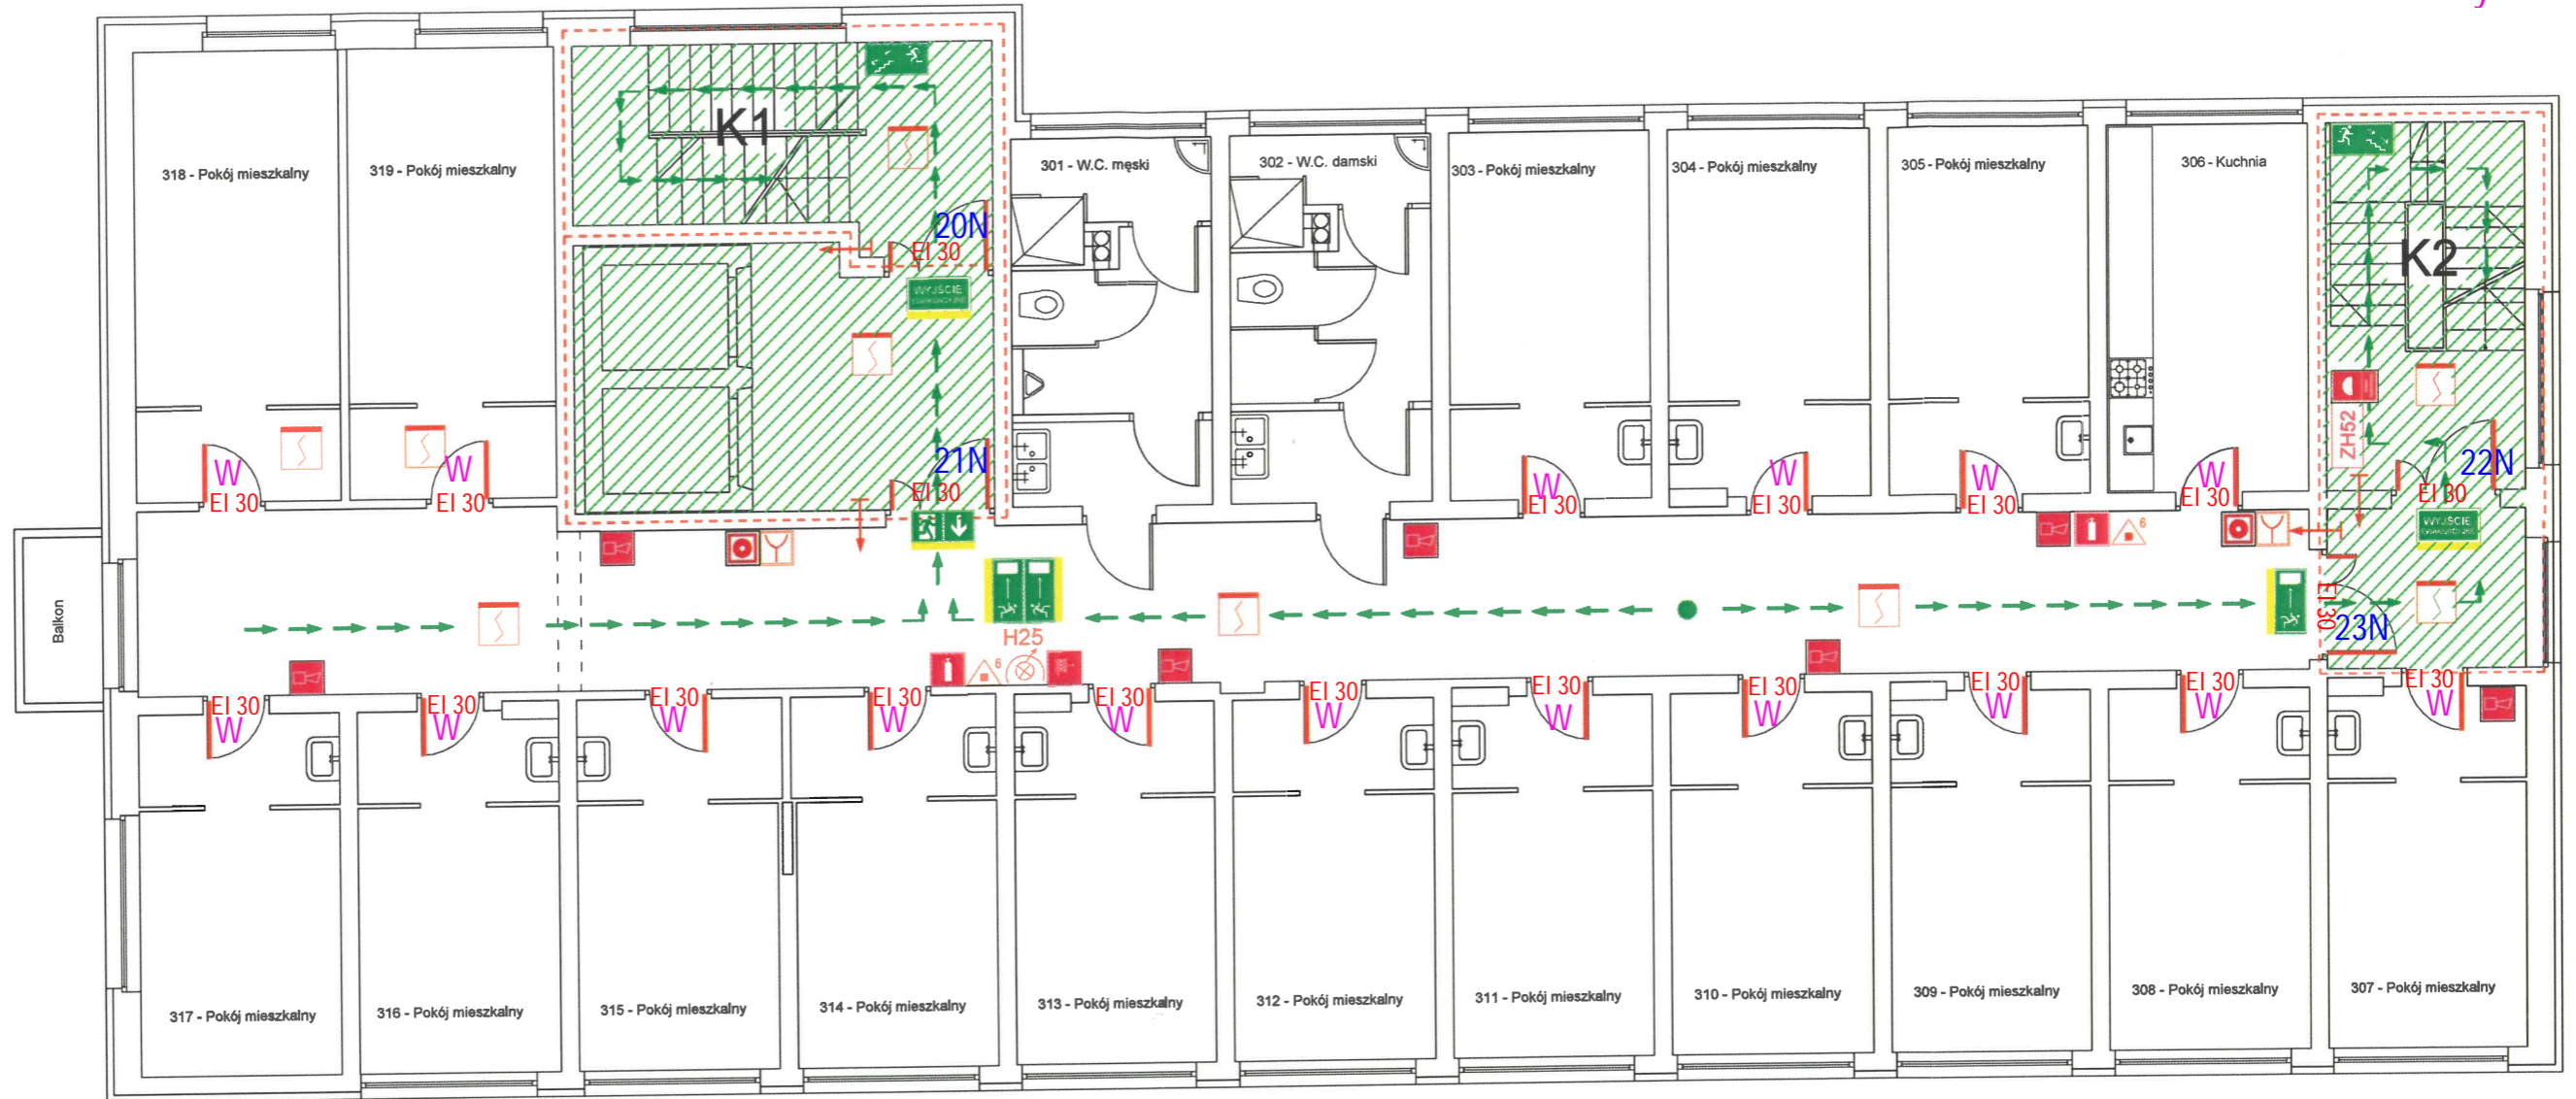 K1
K2
318 - Pokój mieszkalny
319 - Pokój mieszkalny
301 - W.C. męski
302 - W.C. damski
303 - Pokój mieszkalny
304 - Pokój mieszkalny
305 - Pokój mieszkalny
306 - Kuchnia
20N
EI 30
WYJŚCIE
21N
EI 30
W
EI 30
W
EI 30
W
EI 30
W
EI 30
W
EI 30
W
EI 30
ZH52
22N
EI 30
WYJŚCIE
6
EI 30
23N
Balkon
H25
6
EI 30
W
EI 30
W
EI 30
W
EI 30
W
EI 30
W
EI 30
W
EI 30
W
EI 30
W
EI 30
W
EI 30
W
EI 30
W
317 - Pokój mieszkalny
316 - Pokój mieszkalny
315 - Pokój mieszkalny
314 - Pokój mieszkalny
313 - Pokój mieszkalny
312 - Pokój mieszkalny
311 - Pokój mieszkalny
310 - Pokój mieszkalny
309 - Pokój mieszkalny
308 - Pokój mieszkalny
307 - Pokój mieszkalny